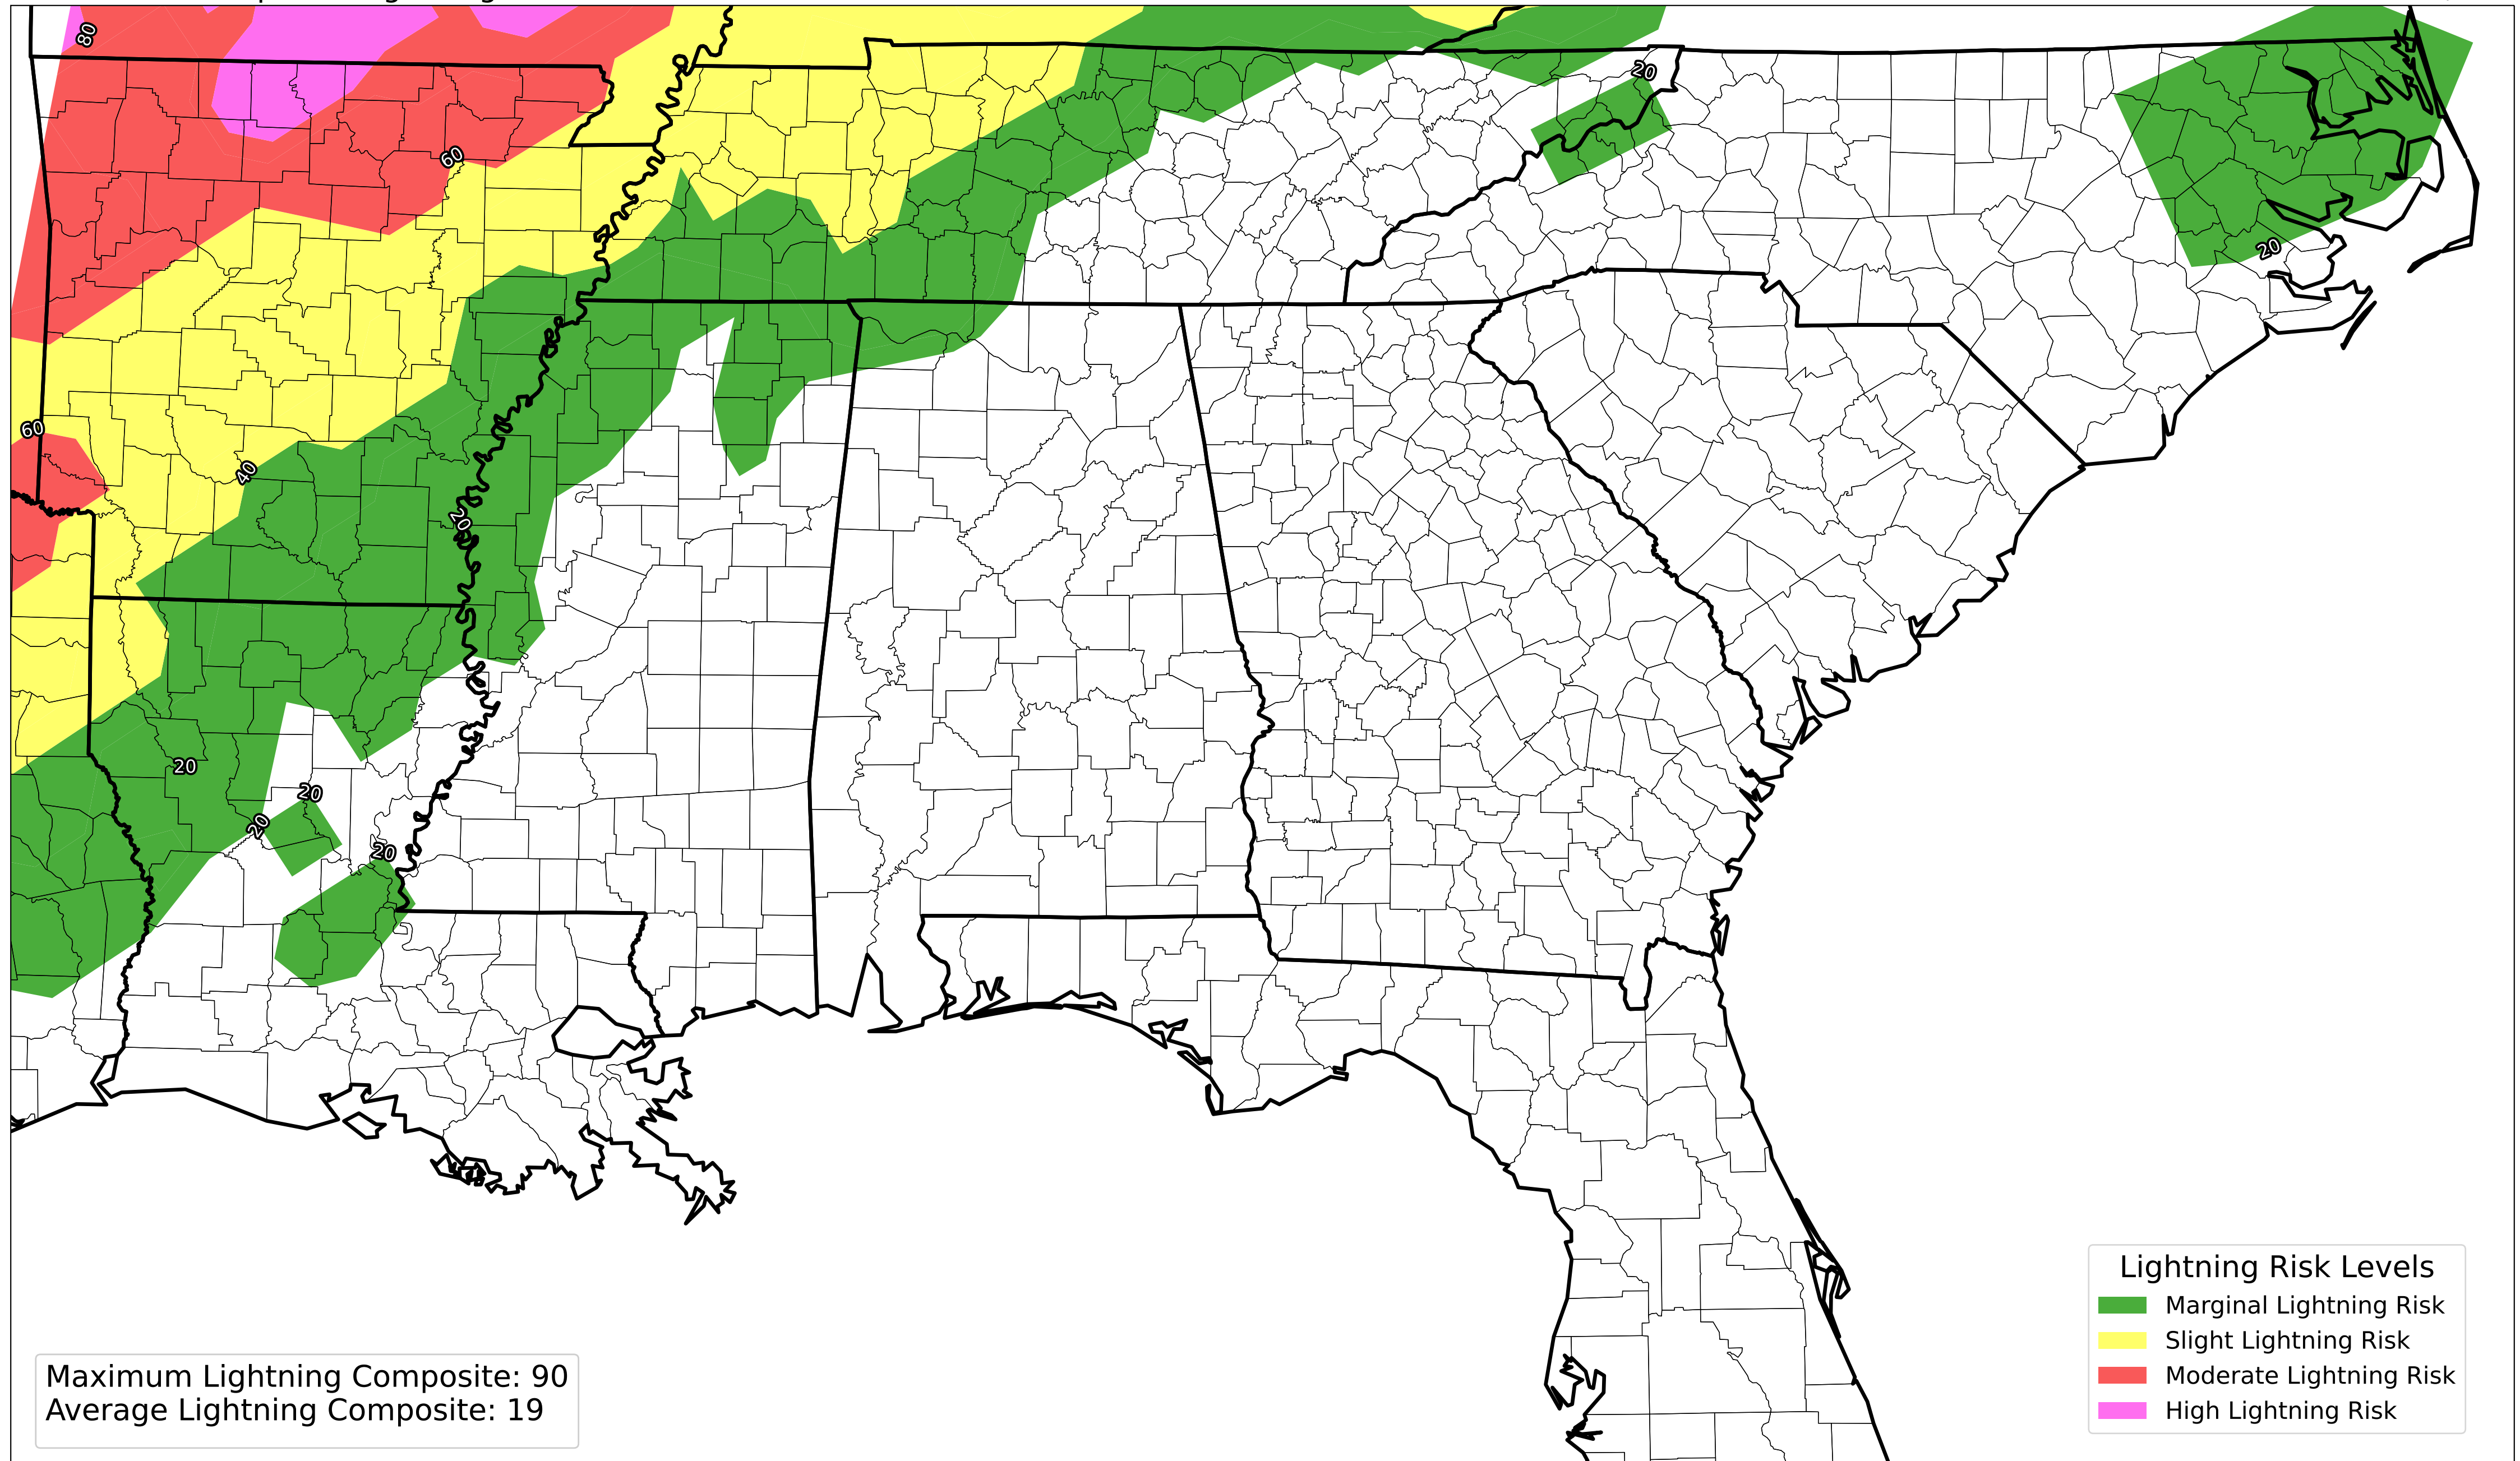 80
20
60
20
60
40
20
20
20
20
20
Lightning Risk Levels
Marginal Lightning Risk
Slight Lightning Risk
Moderate Lightning Risk
High Lightning Risk
Maximum Lightning Composite: 90
Average Lightning Composite: 19